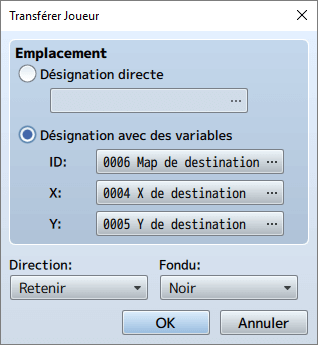 Transférer Joueur
Emplacement
Désignation directe
...
Désignation avec des variables
ID: 0006 Map de destination ...
X: 0004 X de destination ...
Y: 0005 Y de destination ...
Direction: Fondu:
Retenir Noir
OK Annuler